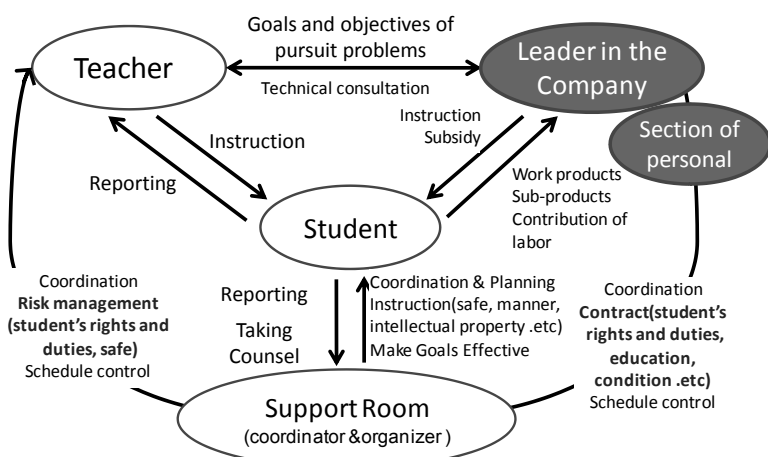 Goals and objectives of
pursuit problems
Technical consultation
Teacher
Leader in the
Company
Section of
personal
Instruction
Reporting
Instruction
Subsidy
Work products
Sub-products
Contribution of
labor
Student
Coordination
Risk management
(student's rights and
duties, safe)
Schedule control
Reporting
Taking
Counsel
Coordination & Planning
Instruction(safe, manner,
intellectual property .etc)
Make Goals Effective
Coordination
Contract(student's
rights and duties,
education,
condition .etc)
Schedule control
Support Room
(coordinator &organizer )